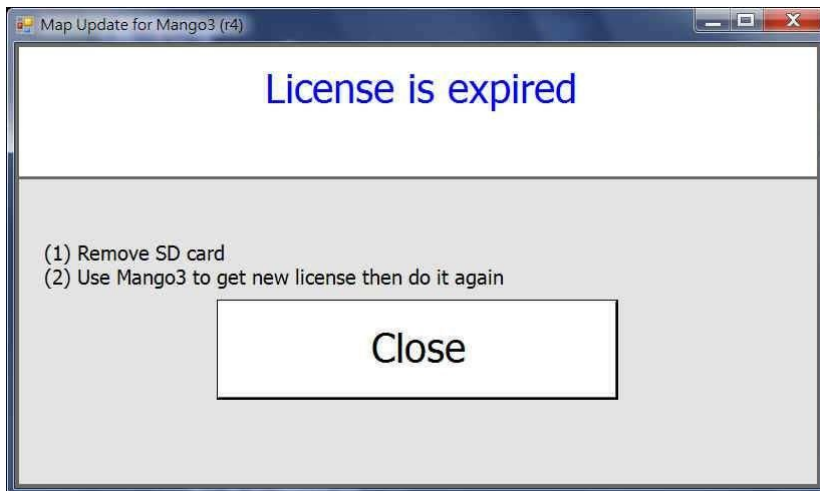 Map Update for Mango3 (r4)
License is expired
(1) Remove SD card
(2) Use Mango3 to get new license then do it again
Close